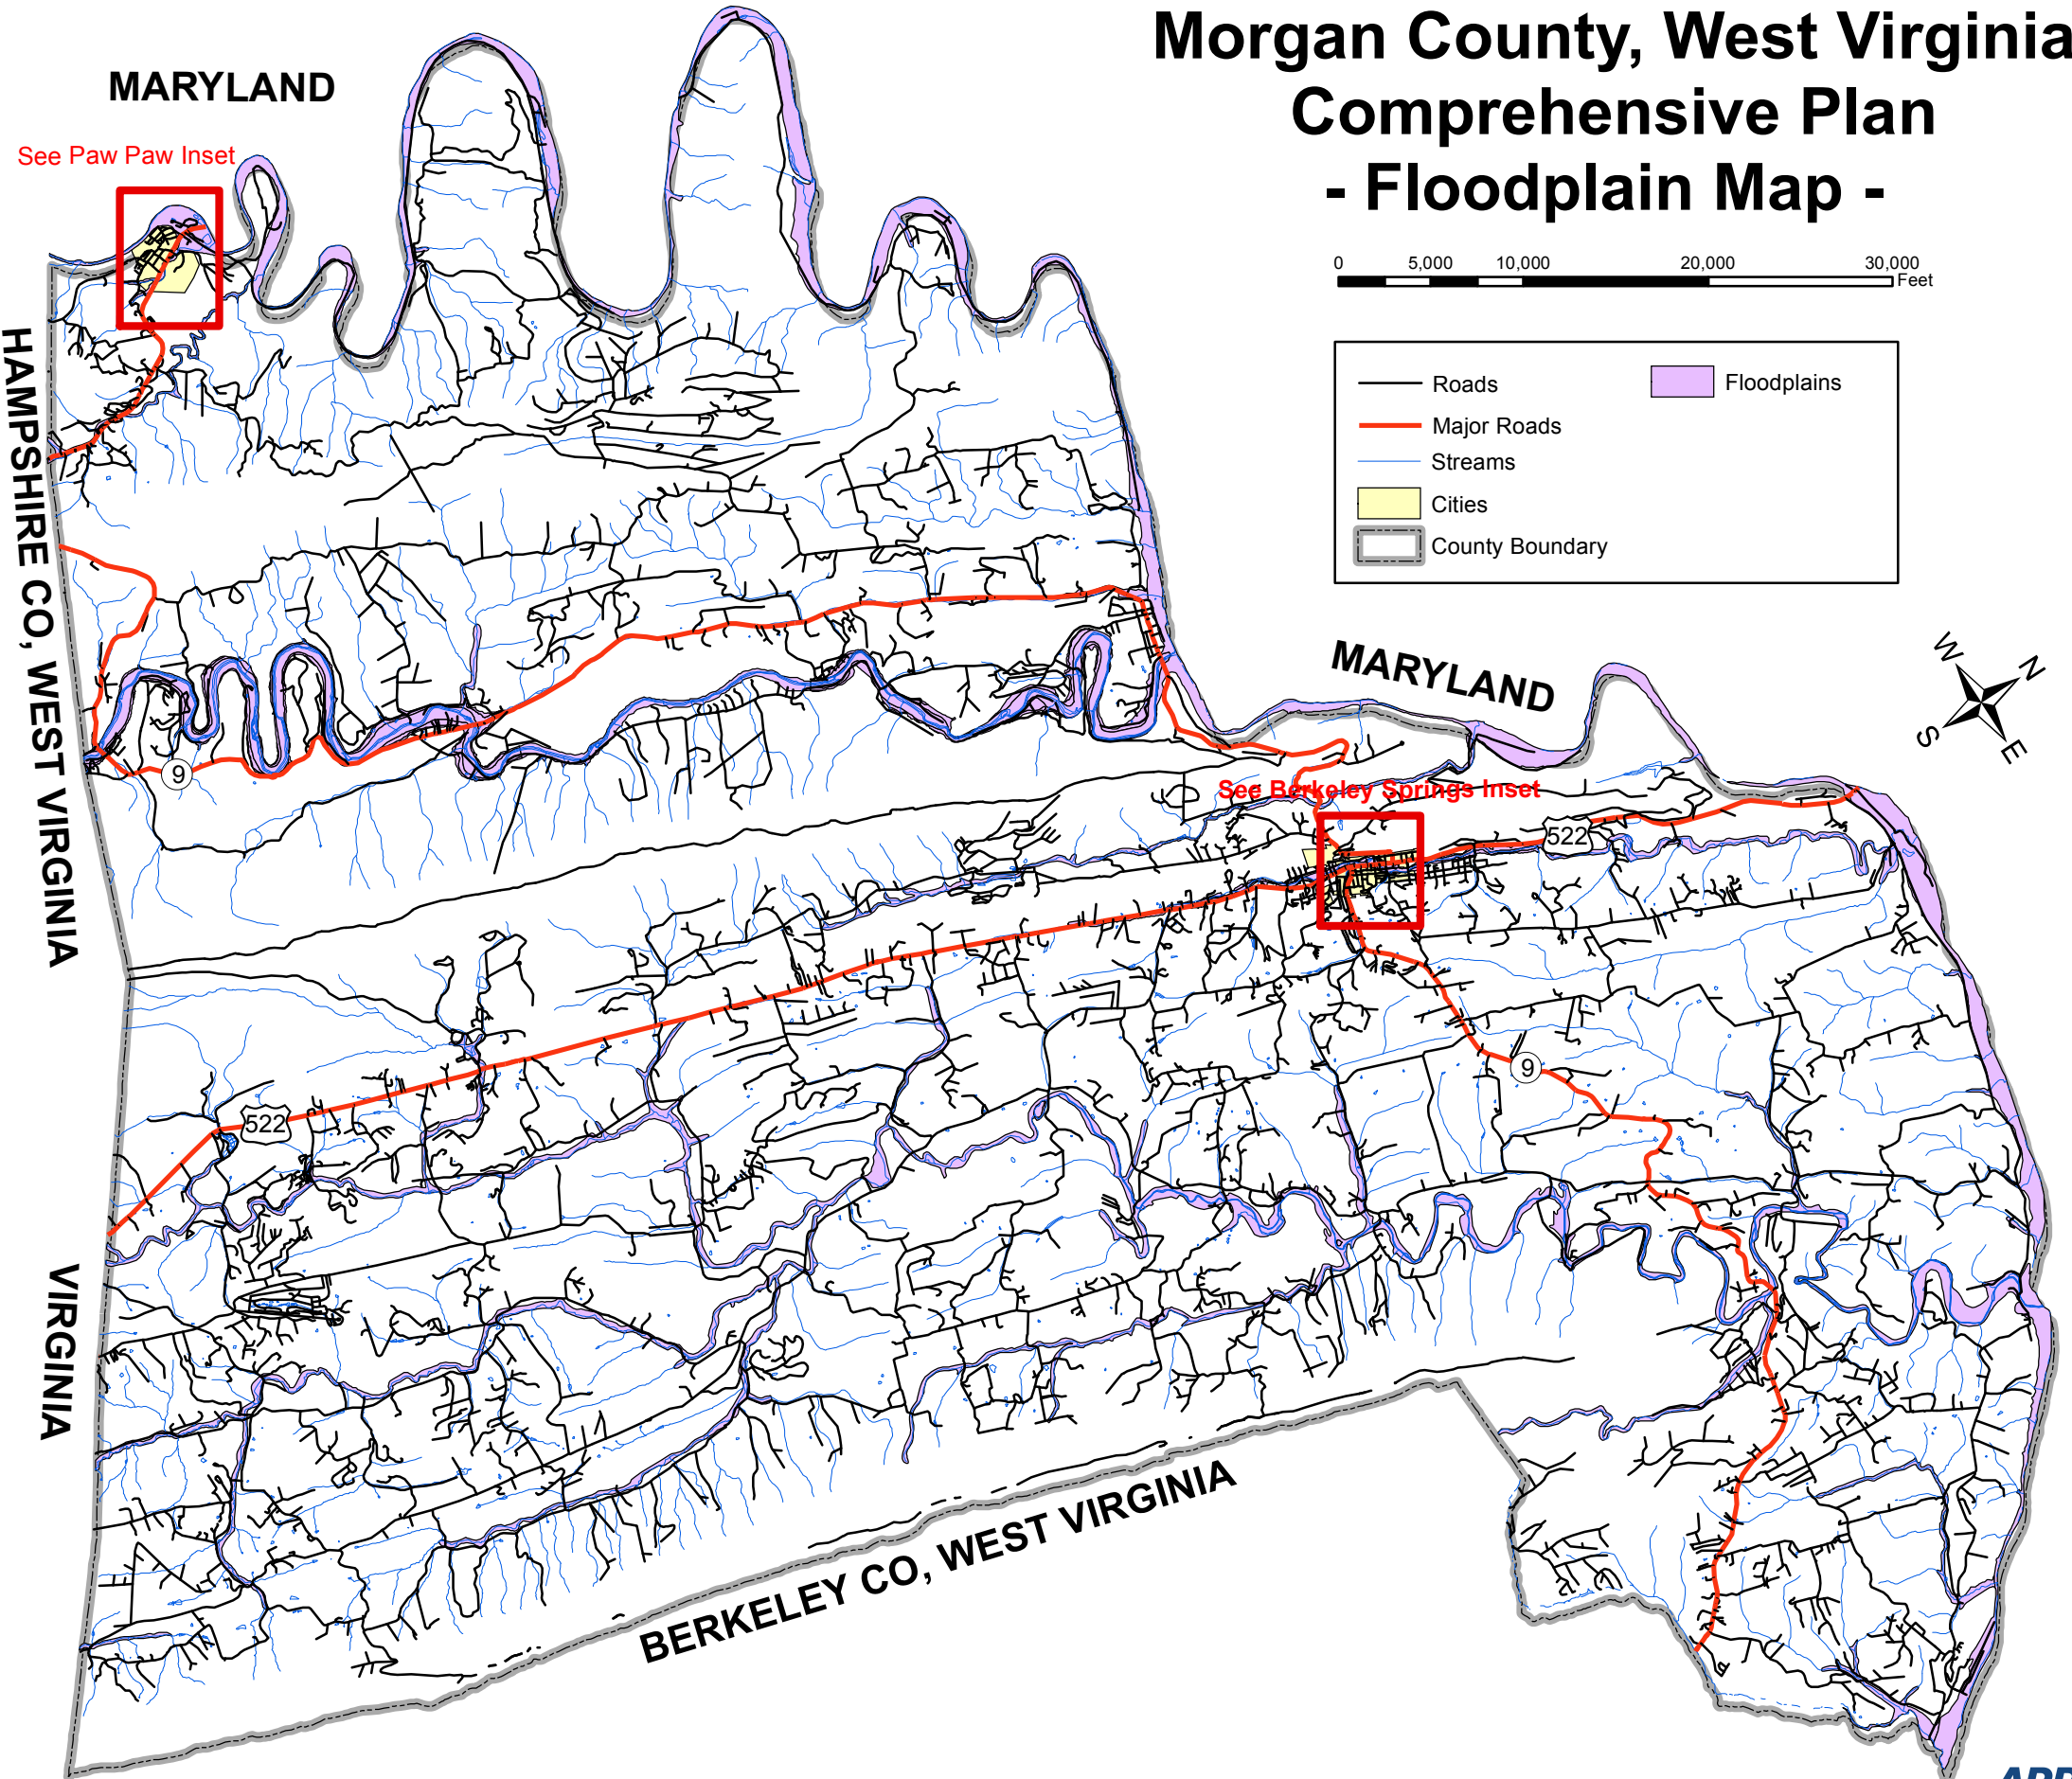 Morgan County, West Virginia
Comprehensive Plan
- Floodplain Map -
0 5,000 10,000 20,000 30,000
Feet
Roads
Major Roads
Streams
Cities
County Boundary
Floodplains
MARYLAND
See Paw Paw Inset
HAMPSHIRE CO, WEST VIRGINIA
MARYLAND
W
N
S
E
9
See Berkeley Springs Inset
522
9
522
VIRGINIA
BERKELEY CO, WEST VIRGINIA